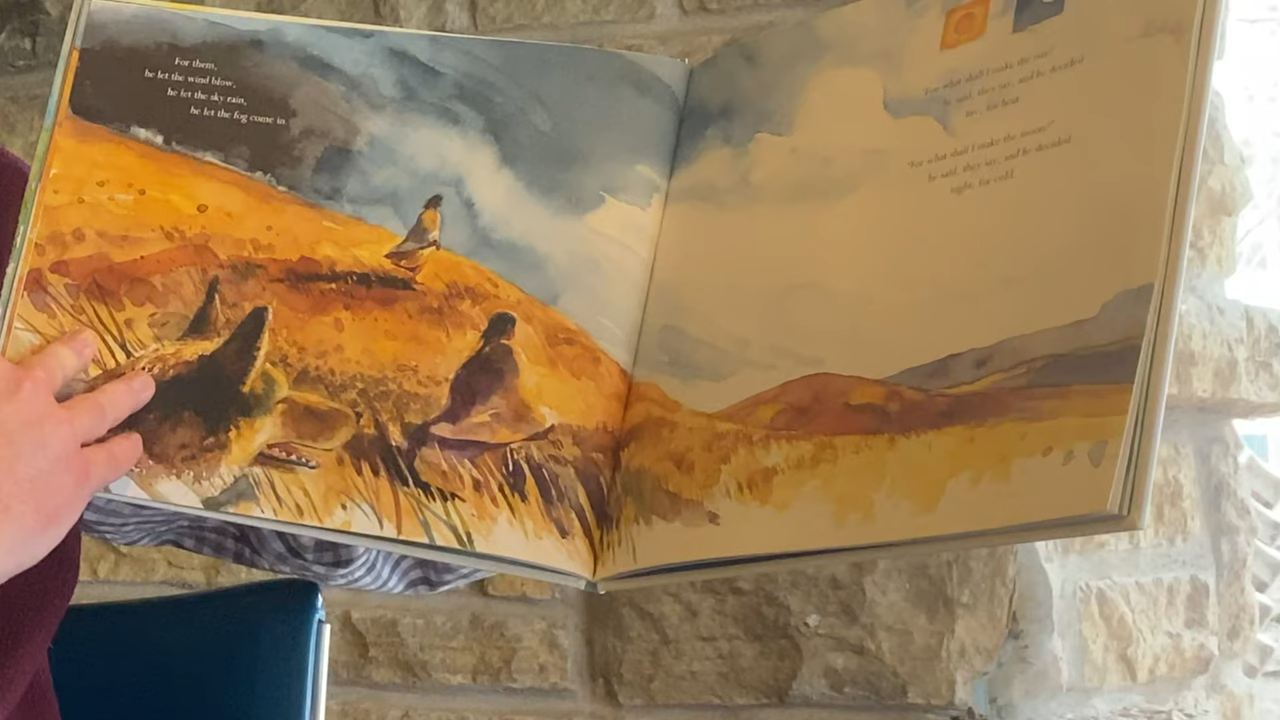 For them,
he let the wind blow,
he let the sky rain,
he let the fog come in
"For what shall I make the sun?"
he said, they say, and he decided
for heat
"For what shall I make the moon?"
he said, they say, and he decided
night, for cold.